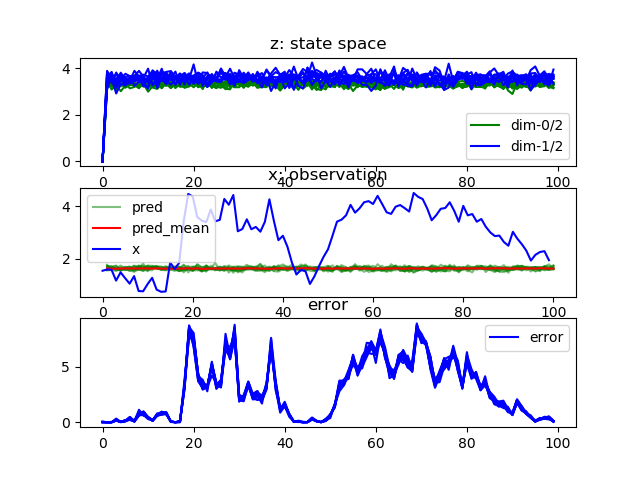 z: state space
4
2
0
dim-0/2
dim-1/2
0 20 40 60 80 100
x: observation
4
2
pred
pred_mean
x
0 20 40 60 80 100
error
5
0
error
0 20 40 60 80 100